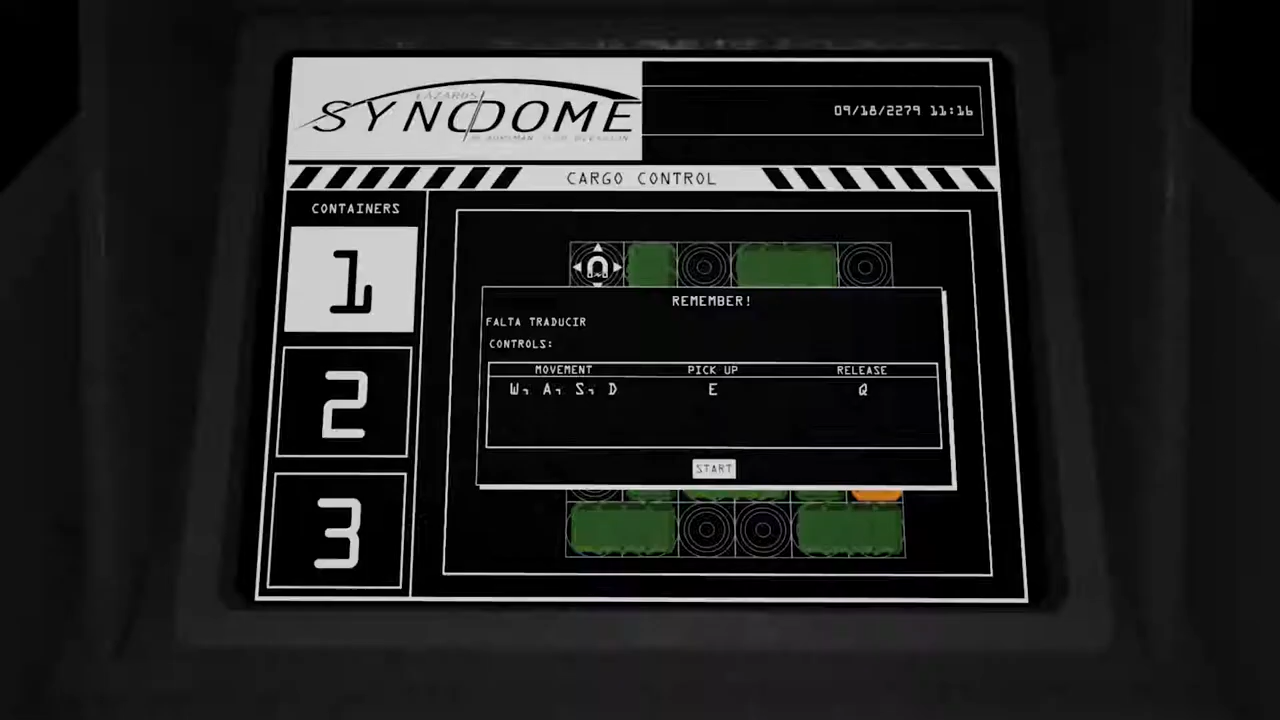 LAZARUS
SYNDOME
09/18/2279 11:16
CARGO CONTROL
CONTAINERS
1
2
3
REMEMBER!
FALTA TRADUCIR
CONTROLS:
MOVEMENT PICK UP RELEASE
W, A, S, D E Q
START